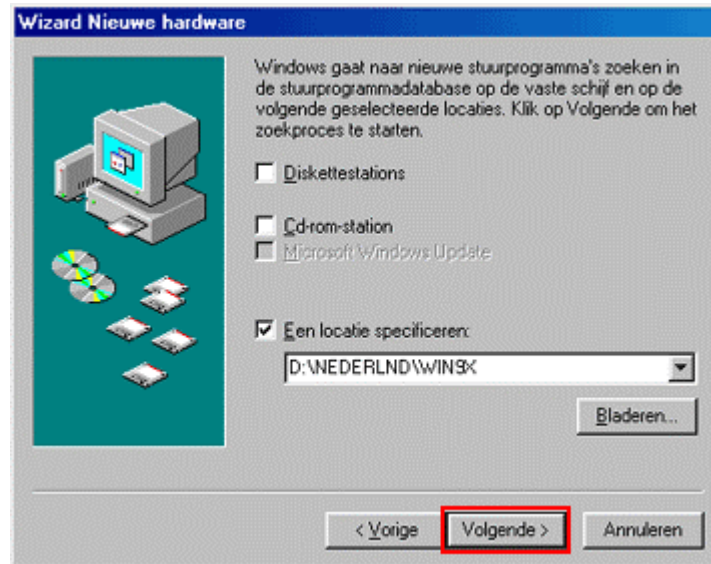 Wizard Nieuwe hardware
Windows gaat naar nieuwe stuurprogramma's zoeken in
de stuurprogrammadatabase op de vaste schijf en op de
volgende geselecteerde locaties. Klik op Volgende om het
zoekproces te starten.
Diskettestations
Cd-rom-station
Microsoft Windows Update
Een locatie specificeren:
D:\NEDERLND\WIN9X
Bladeren...
< Vorige Volgende > Annuleren